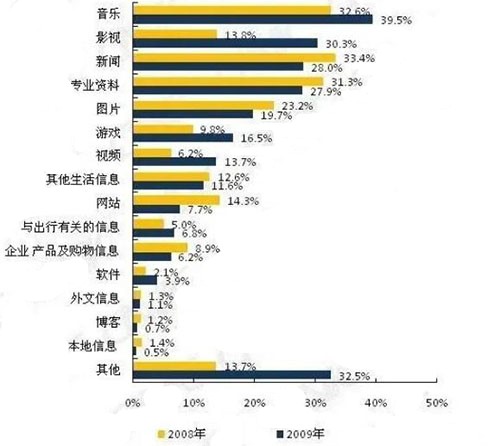 音乐
32.6%
39.5%
影视
13.8%
30.3%
新闻
33.4%
28.0%
专业资料
31.3%
27.9%
图片
23.2%
19.7%
游戏
9.8%
16.5%
视频
6.2%
13.7%
其他生活信息
12.6%
11.6%
网站
14.3%
7.7%
与出行有关的信息
5.0%
6.8%
企业 产品及购物信息
8.9%
6.2%
软件
2.1%
3.9%
外文信息
1.3%
1.1%
博客
1.2%
0.7%
本地信息
1.4%
0.5%
其他
13.7%
32.5%
0% 10% 20% 30% 40% 50%
2008年 2009年